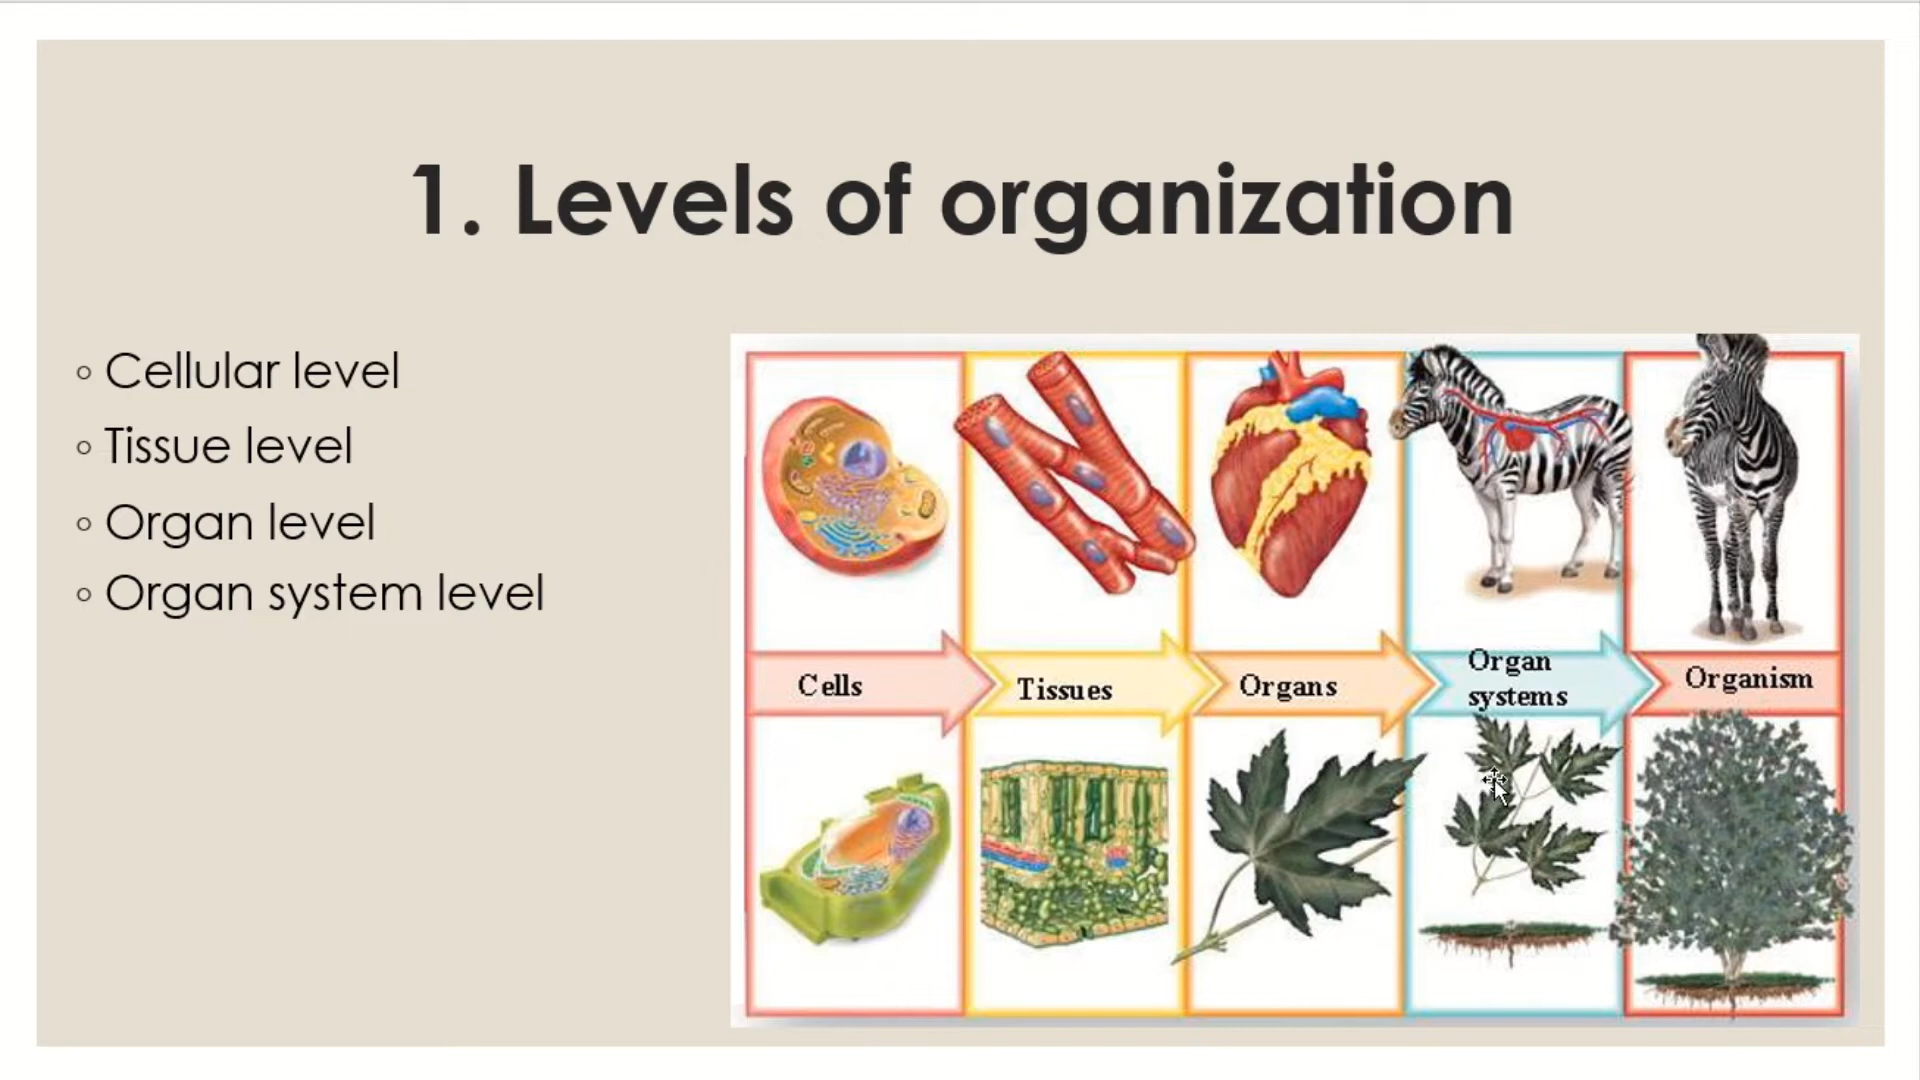 1. Levels of organization
◦ Cellular level
◦ Tissue level
◦ Organ level
◦ Organ system level
Cells
Tissues
Organs
Organ
systems
Organism